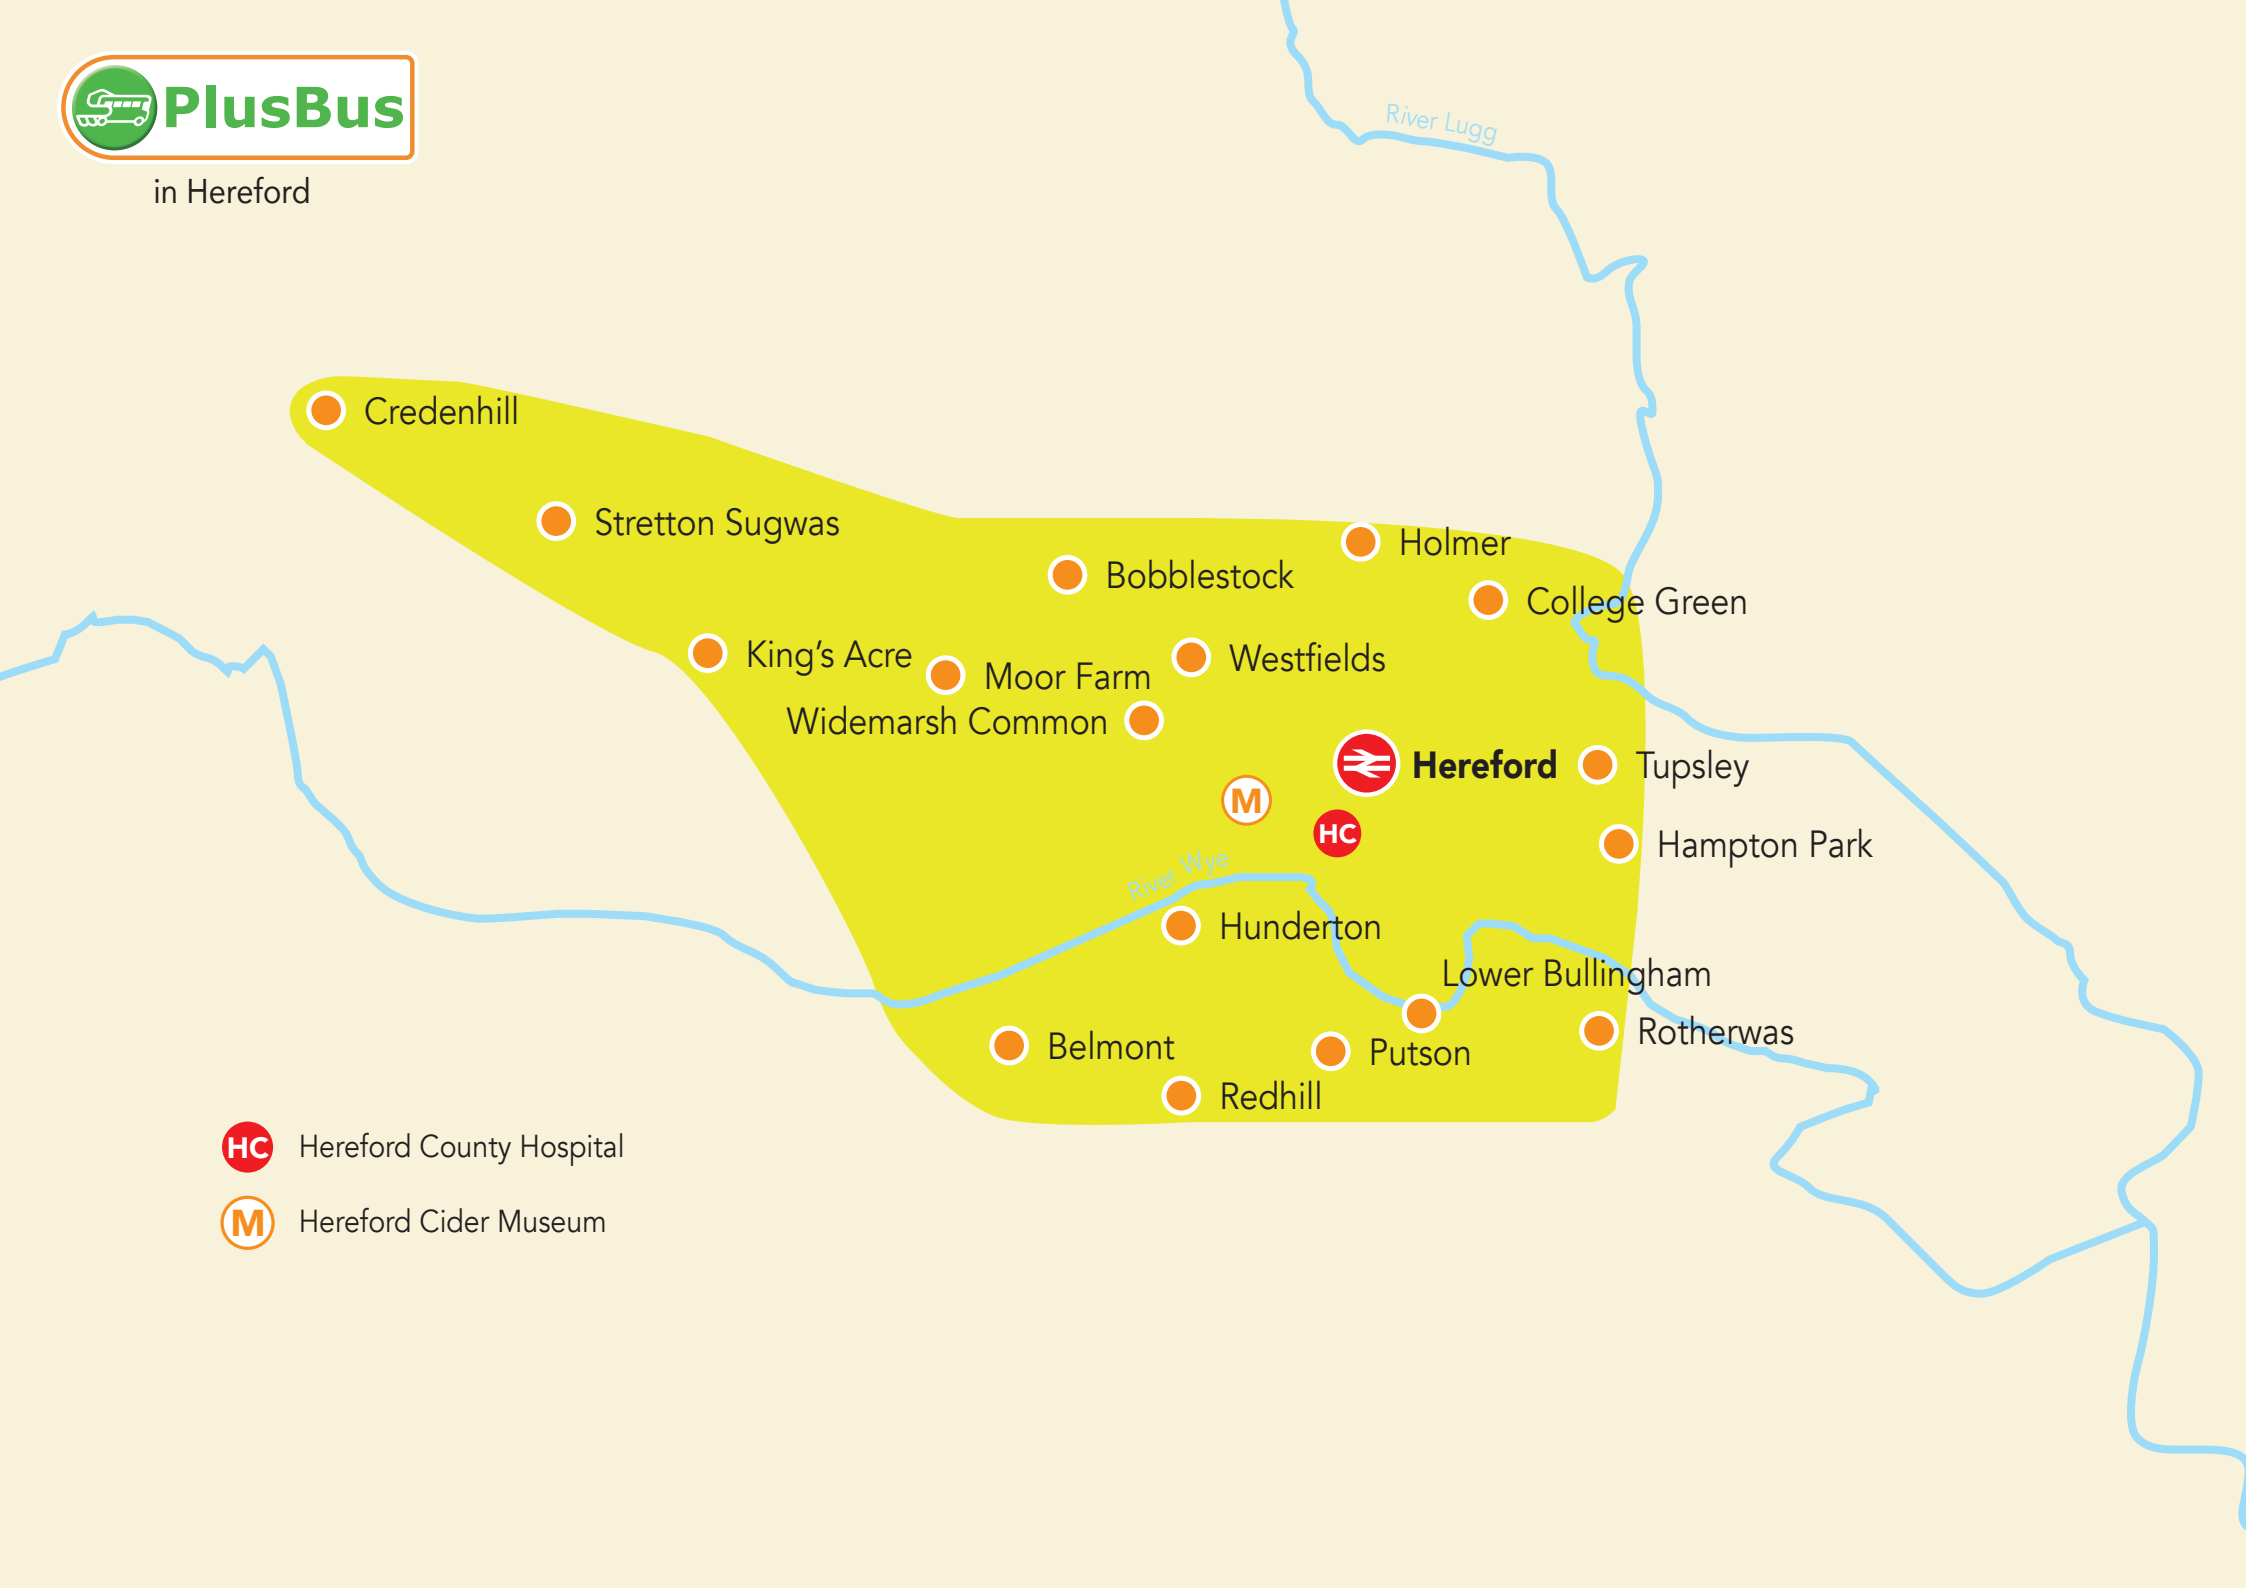 PlusBus
in Hereford
River Lugg
Credenhill
Stretton Sugwas
Holmer
Bobblestock
College Green
King’s Acre
Westfields
Moor Farm
Widemarsh Common
Hereford
Tupsley
M
HC
Hampton Park
River Wye
Hunderton
Lower Bullingham
Rotherwas
Belmont
Putson
Redhill
HC Hereford County Hospital
M Hereford Cider Museum